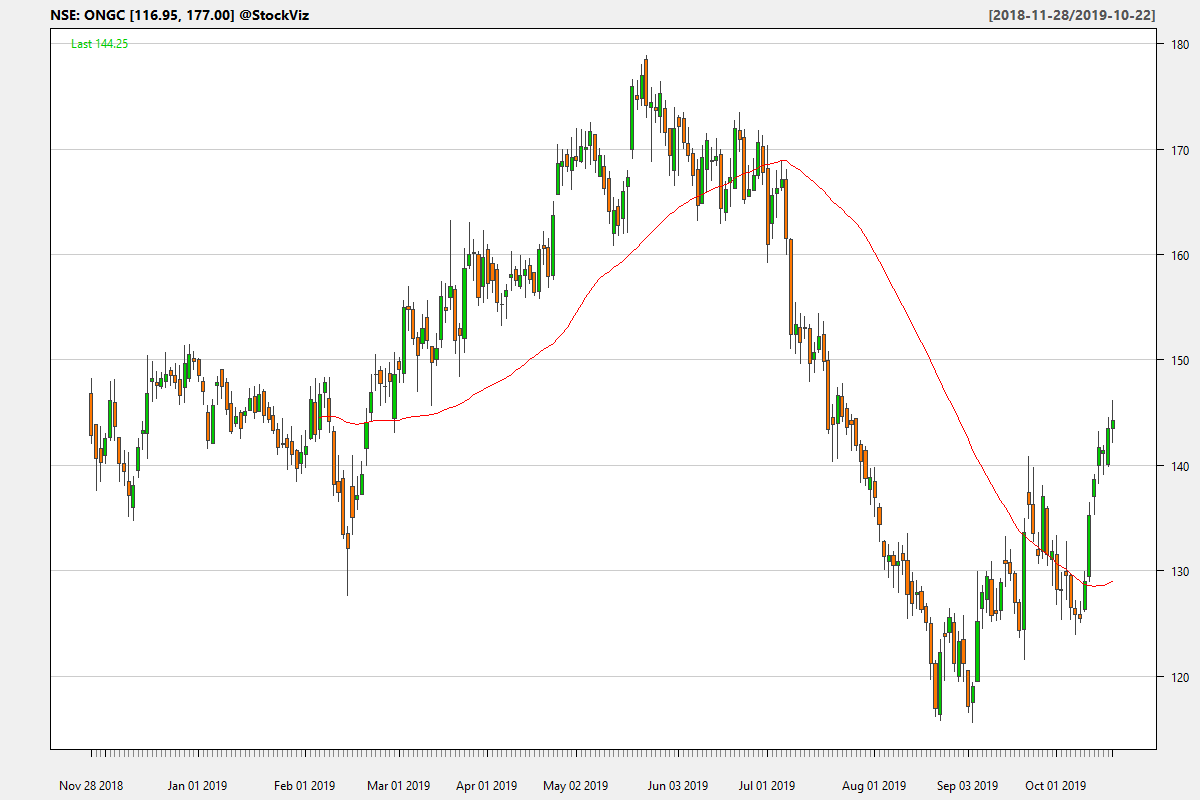 NSE: ONGC [116.95, 177.00] @StockViz
[2018-11-28/2019-10-22]
Last 144.25
180
170
160
150
140
130
120
Nov 28 2018 Jan 01 2019 Feb 01 2019 Mar 01 2019 Apr 01 2019 May 02 2019 Jun 03 2019 Jul 01 2019 Aug 01 2019 Sep 03 2019 Oct 01 2019